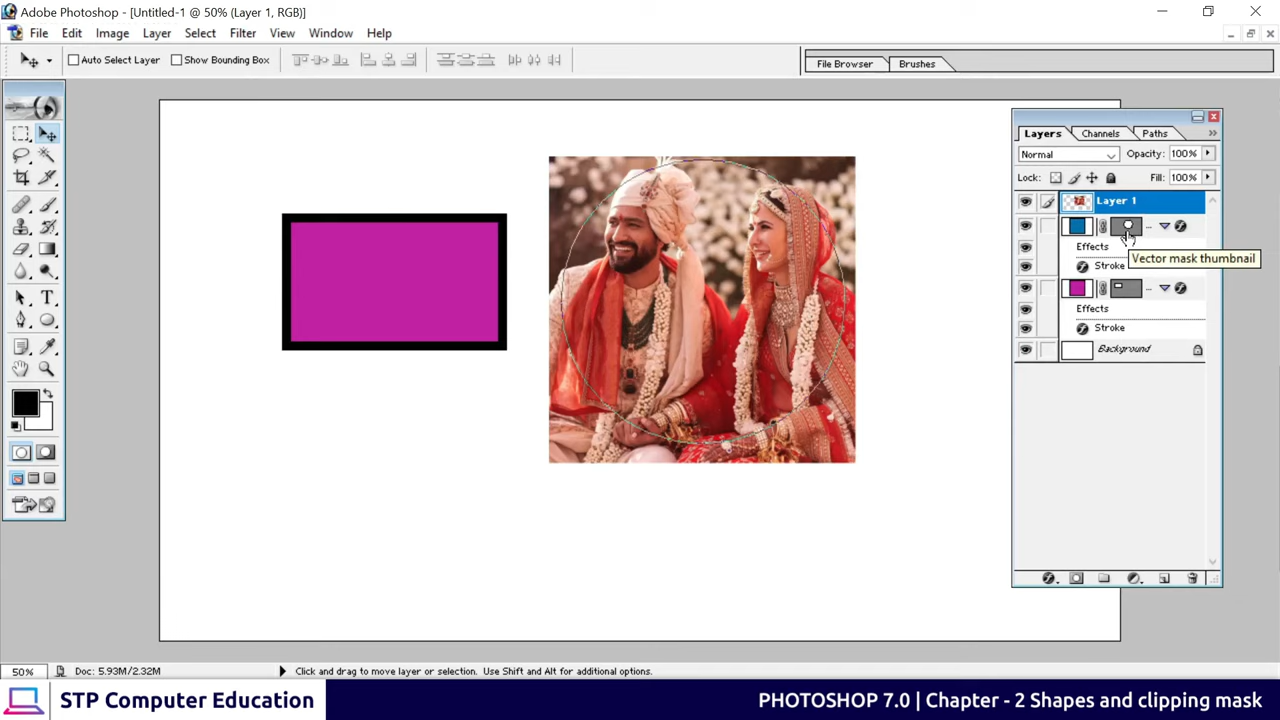 Adobe Photoshop - [Untitled-1 @ 50% (Layer 1, RGB)]
File Edit Image Layer Select Filter View Window Help
Auto Select Layer Show Bounding Box File Browser Brushes
Layers Channels Paths
Normal Opacity: 100%
Lock: Fill: 100%
Layer 1
Effects
Vector mask thumbnail
Stroke
Effects
Stroke
Background
50% Doc: 5.93M/2.32M Click and drag to move layer or selection. Use Shift and Alt for additional options.
STP Computer Education PHOTOSHOP 7.0 | Chapter - 2 Shapes and clipping mask